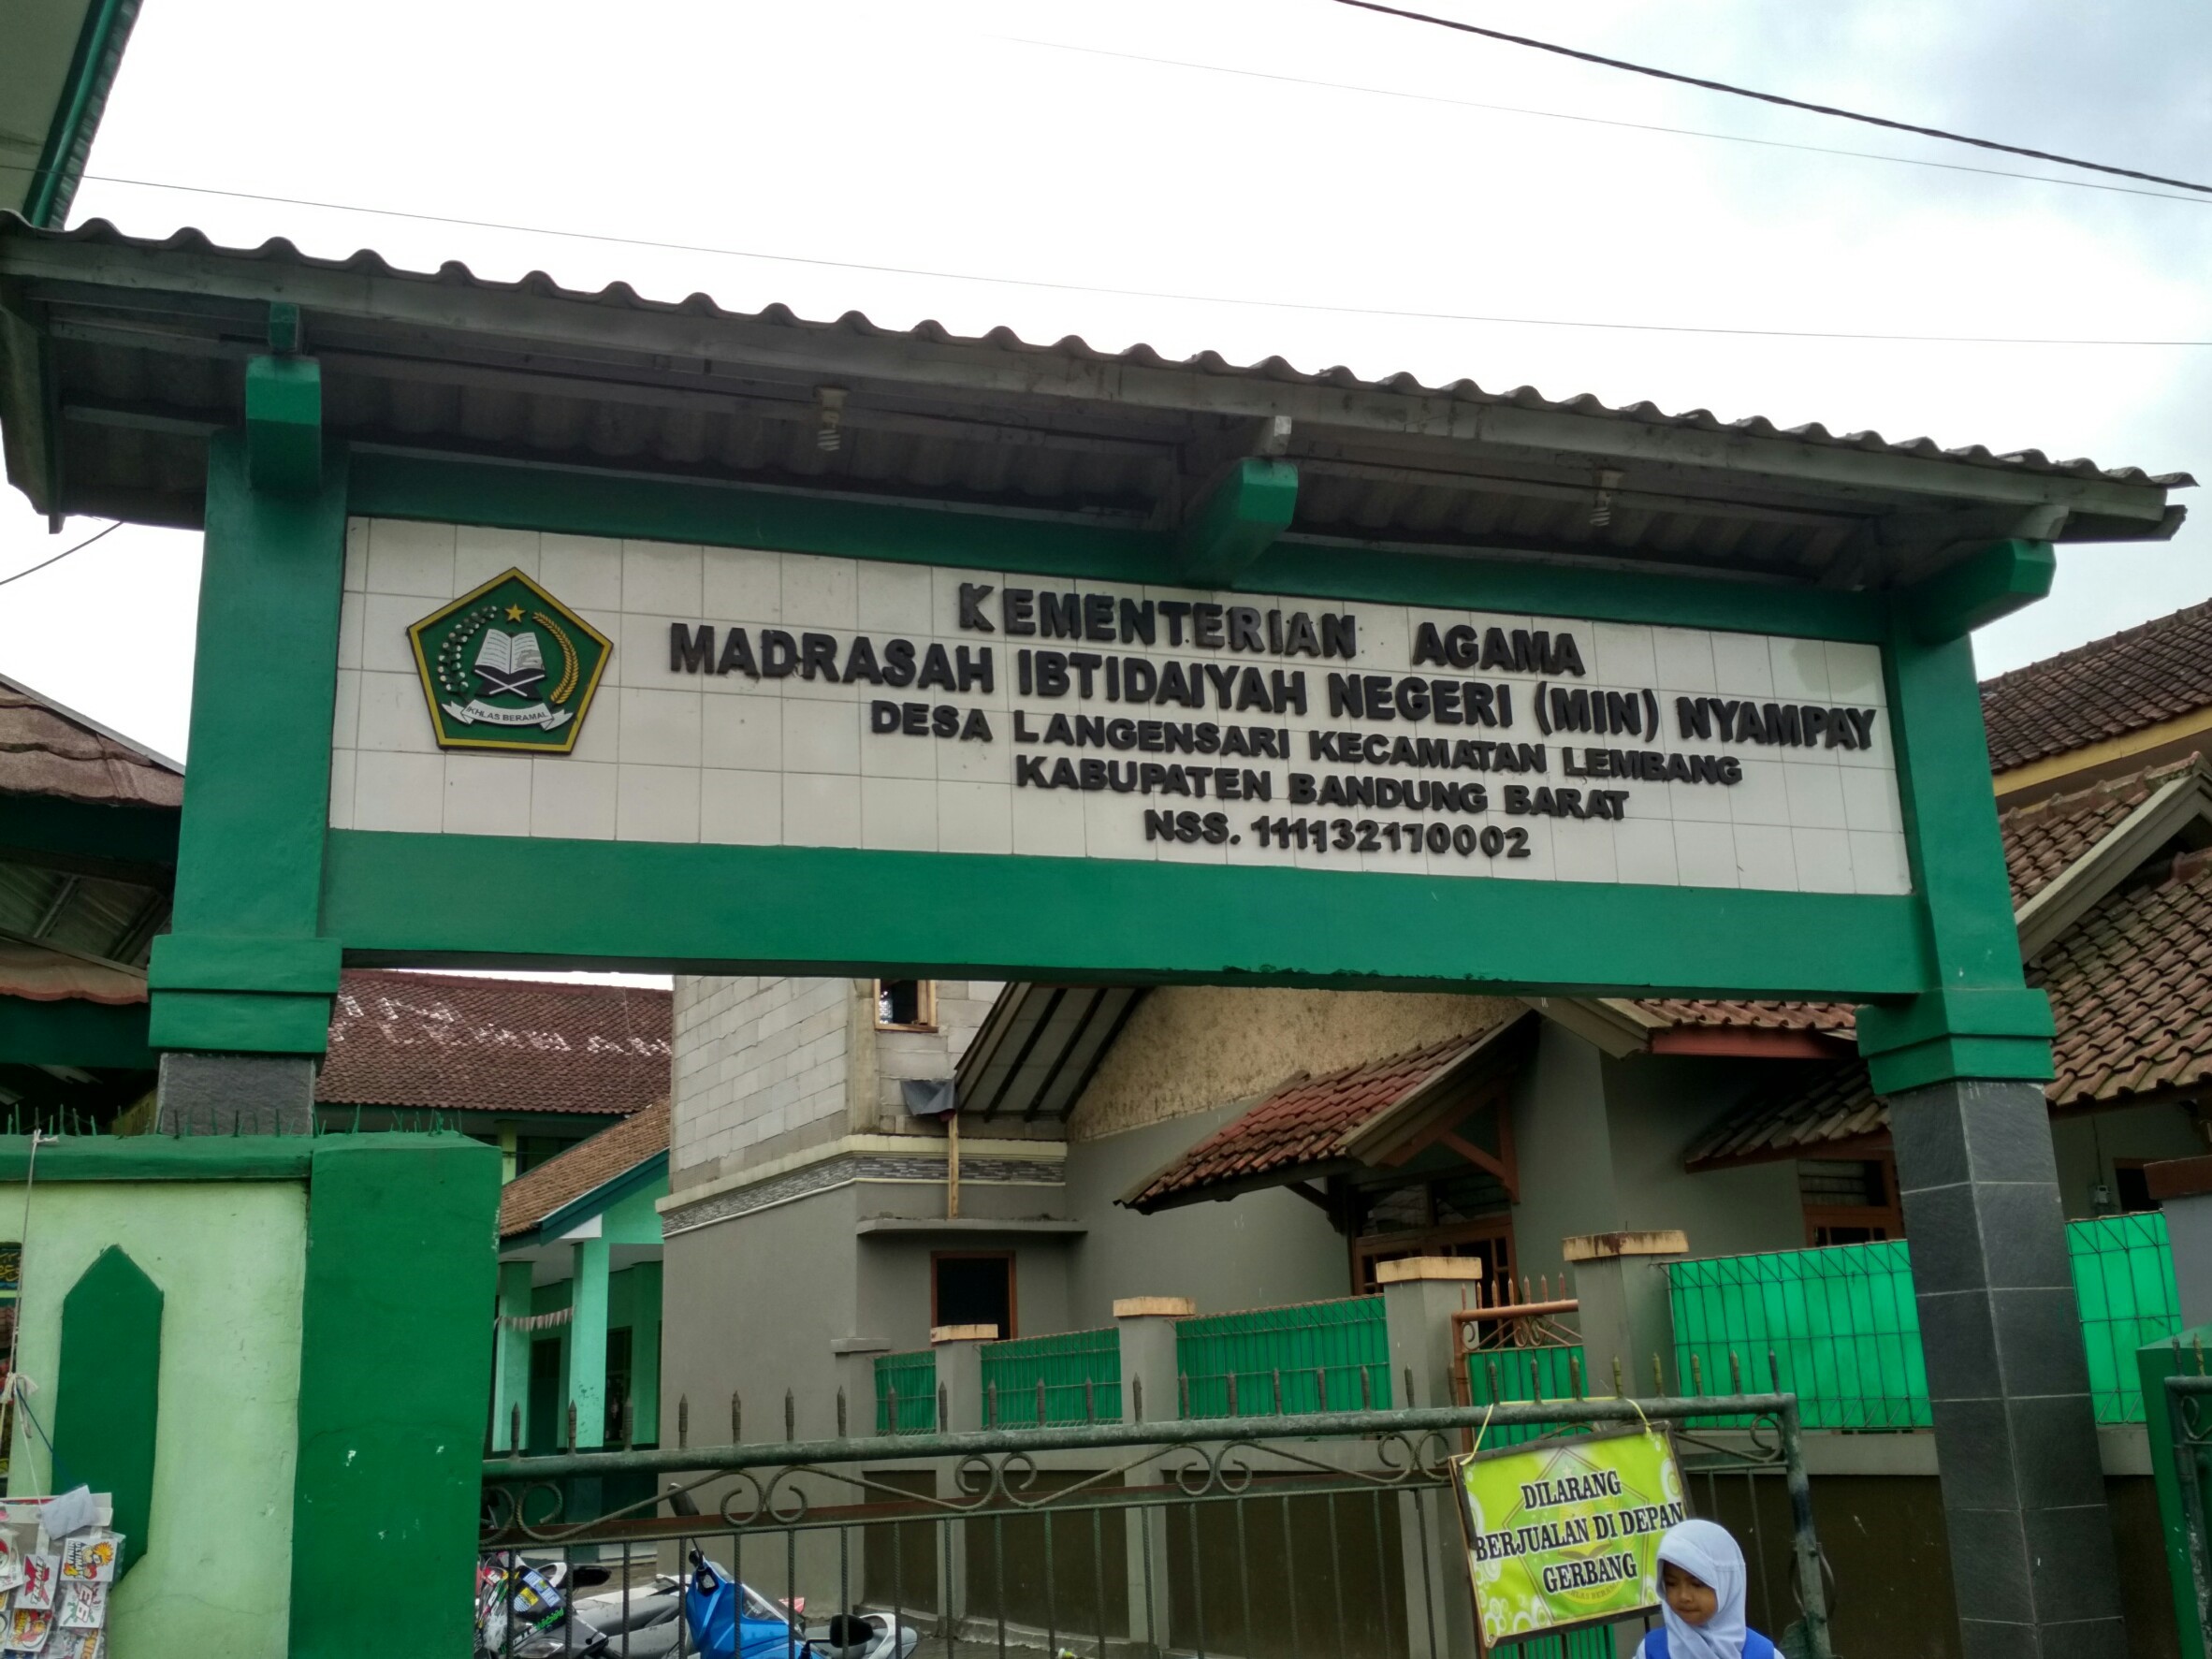 KEMENTERIAN AGAMA
MADRASAH IBTIDAIYAH NEGERI (MIN) NYAMPAY
DESA LANGENSARI KECAMATAN LEMBANG
KABUPATEN BANDUNG BARAT
NSS. 111132170002
IKHLAS BERAMAL
DILARANG
BERJUALAN DI DEPAN
GERBANG